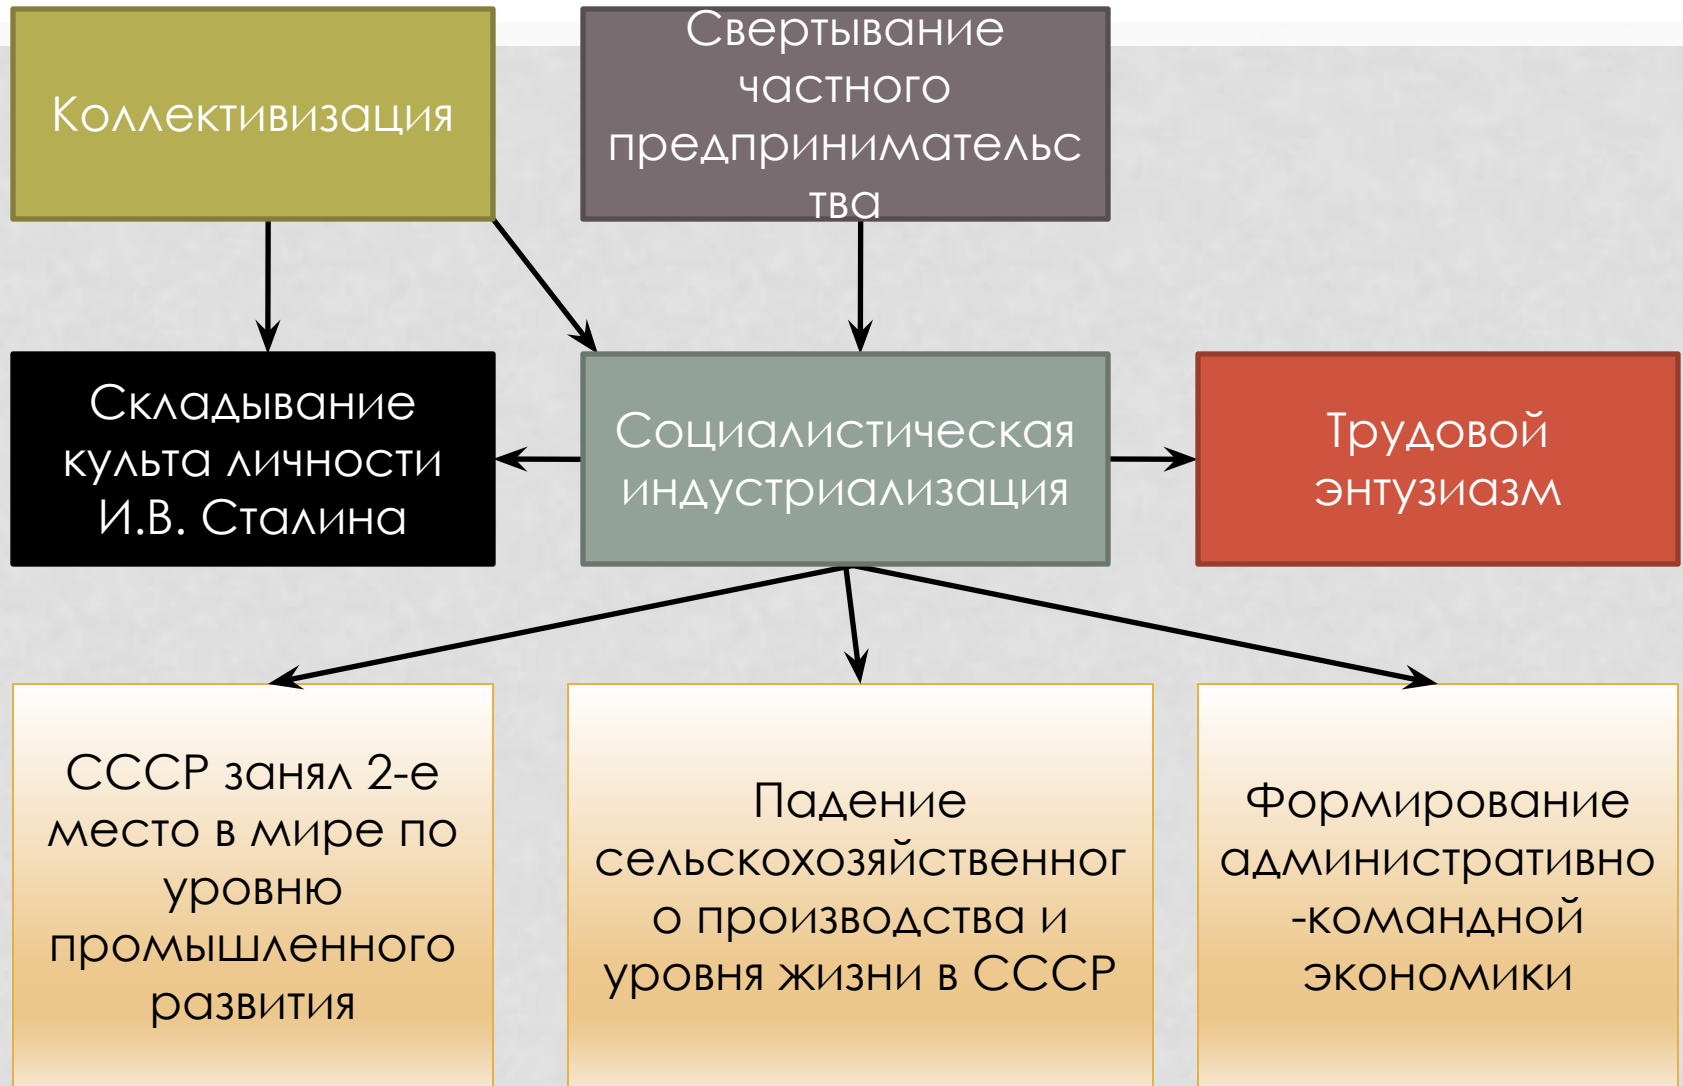 Коллективизация
Свертывание
частного
предпринимательс
тва
Складывание
культа личности
И.В. Сталина
Социалистическая
индустриализация
Трудовой
энтузиазм
СССР занял 2-е
место в мире по
уровню
промышленного
развития
Падение
сельскохозяйственног
о производства и
уровня жизни в СССР
Формирование
административно
-командной
экономики